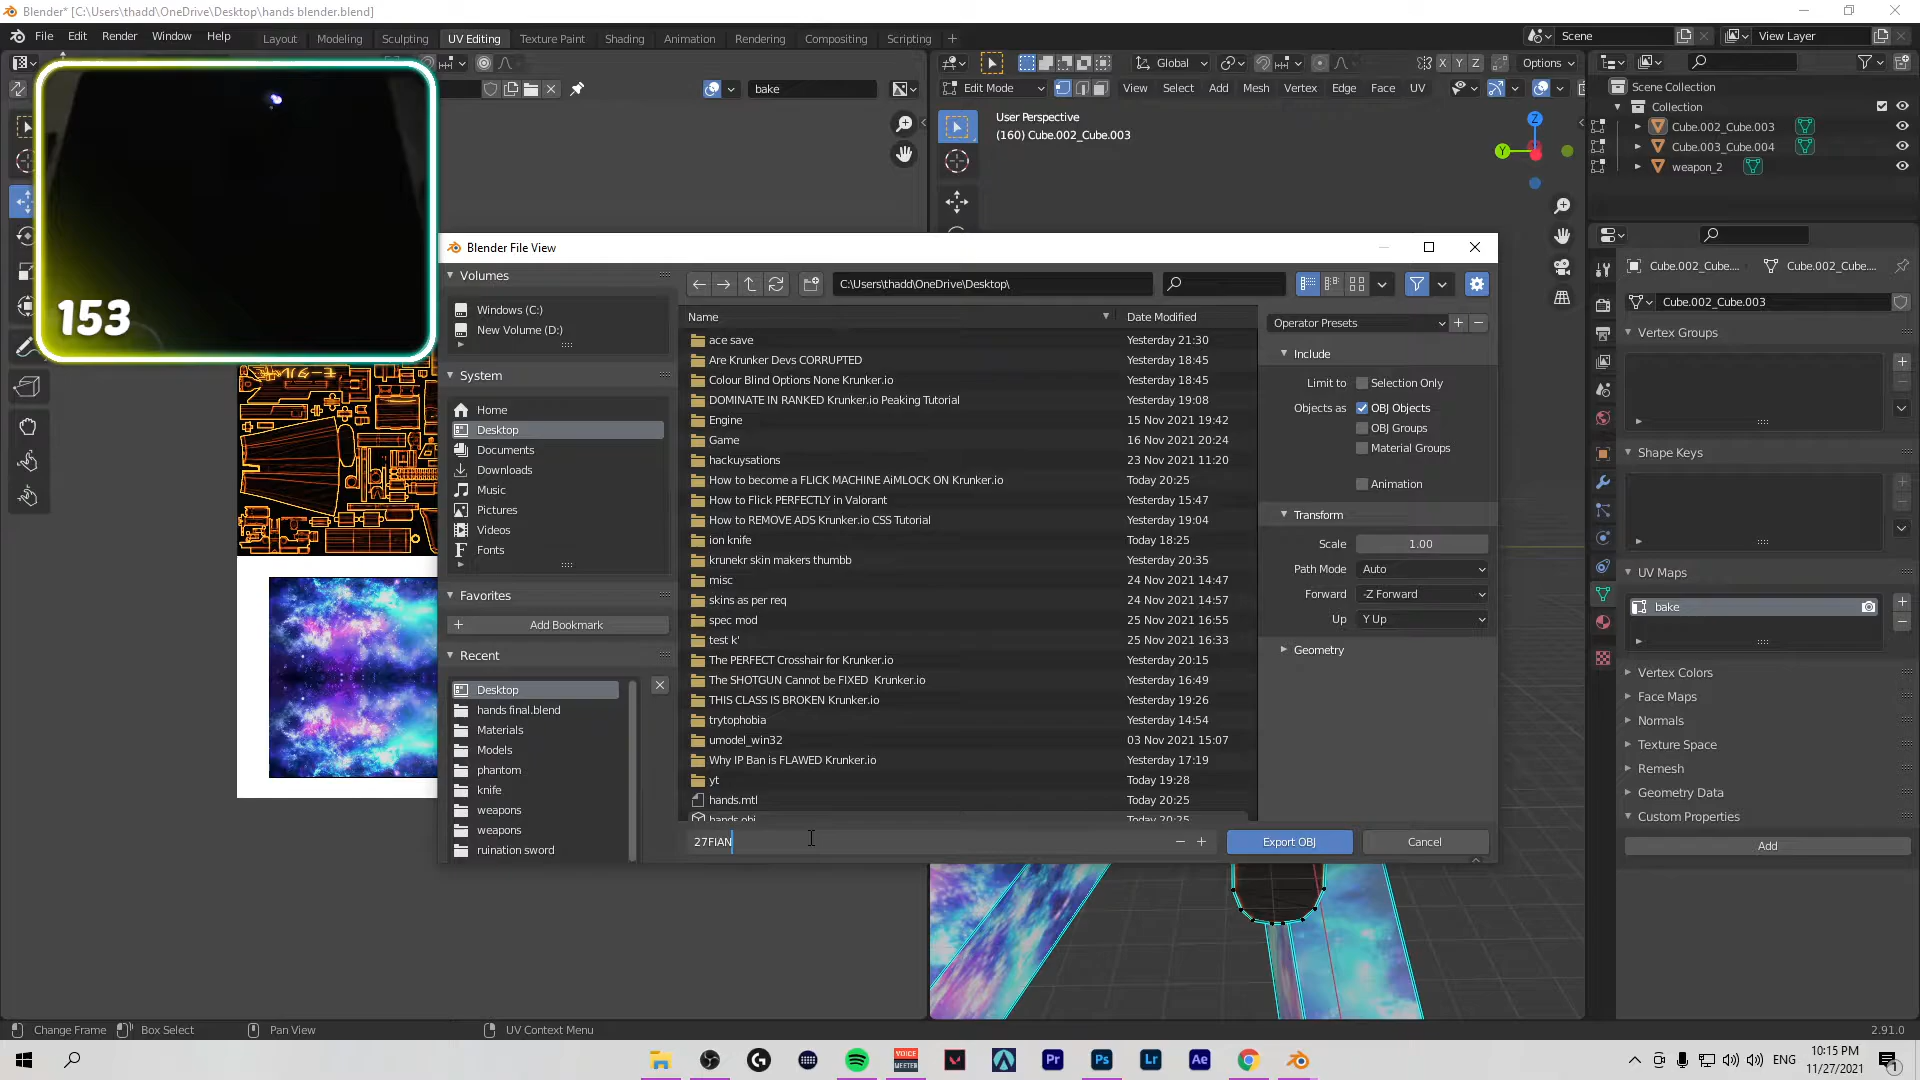 Blender* [C:\Users\thadd\OneDrive\Desktop\hands blender.blend]
File Edit Render Window Help Layout Modeling Sculpting UV Editing Texture Paint Shading Animation Rendering Compositing Scripting + Scene View Layer
Global Options
bake Edit Mode View Select Add Mesh Vertex Edge Face UV
User Perspective
(160) Cube.002_Cube.003
X Y Z
Z
Y
Scene Collection
Collection
Cube.002_Cube.003
Cube.003_Cube.004
weapon_2
153
Blender File View
Volumes
Windows (C:)
New Volume (D:)
System
Home
Desktop
Documents
Downloads
Music
Pictures
Videos
Fonts
Favorites
Add Bookmark
Recent
Desktop
hands final.blend
Materials
Models
phantom
knife
weapons
weapons
ruination sword
C:\Users\thadd\OneDrive\Desktop\
Name Date Modified
ace save Yesterday 21:30
Are Krunker Devs CORRUPTED Yesterday 18:45
Colour Blind Options None Krunker.io Yesterday 18:45
DOMINATE IN RANKED Krunker.io Peaking Tutorial Yesterday 19:08
Engine 15 Nov 2021 19:42
Game 16 Nov 2021 20:24
hackuysations 23 Nov 2021 11:20
How to become a FLICK MACHINE AiMLOCK ON Krunker.io Today 20:25
How to Flick PERFECTLY in Valorant Yesterday 15:47
How to REMOVE ADS Krunker.io CSS Tutorial Yesterday 19:04
ion knife Today 18:25
krunekr skin makers thumbb Yesterday 20:35
misc 24 Nov 2021 14:47
skins as per req 24 Nov 2021 14:57
spec mod 25 Nov 2021 16:55
test k' 25 Nov 2021 16:33
The PERFECT Crosshair for Krunker.io Yesterday 20:15
The SHOTGUN Cannot be FIXED Krunker.io Yesterday 16:49
THIS CLASS IS BROKEN Krunker.io Yesterday 19:26
trytophobia Yesterday 14:54
umodel_win32 03 Nov 2021 15:07
Why IP Ban is FLAWED Krunker.io Yesterday 17:19
yt Today 19:28
hands.mtl Today 20:25
hands.obj Today 20:25
27FIAN
Export OBJ Cancel
Operator Presets
Include
Limit to Selection Only
Objects as OBJ Objects
OBJ Groups
Material Groups
Animation
Transform
Scale 1.00
Path Mode Auto
Forward -Z Forward
Up Y Up
Geometry
Cube.002_Cube.... Cube.002_Cube....
Cube.002_Cube.003
Vertex Groups
Shape Keys
UV Maps
bake
Vertex Colors
Face Maps
Normals
Texture Space
Remesh
Geometry Data
Custom Properties
Add
Change Frame Box Select Pan View UV Context Menu 2.91.0
VOICE MEETER Pr Ps Lr Ae ENG 10:15 PM
11/27/2021